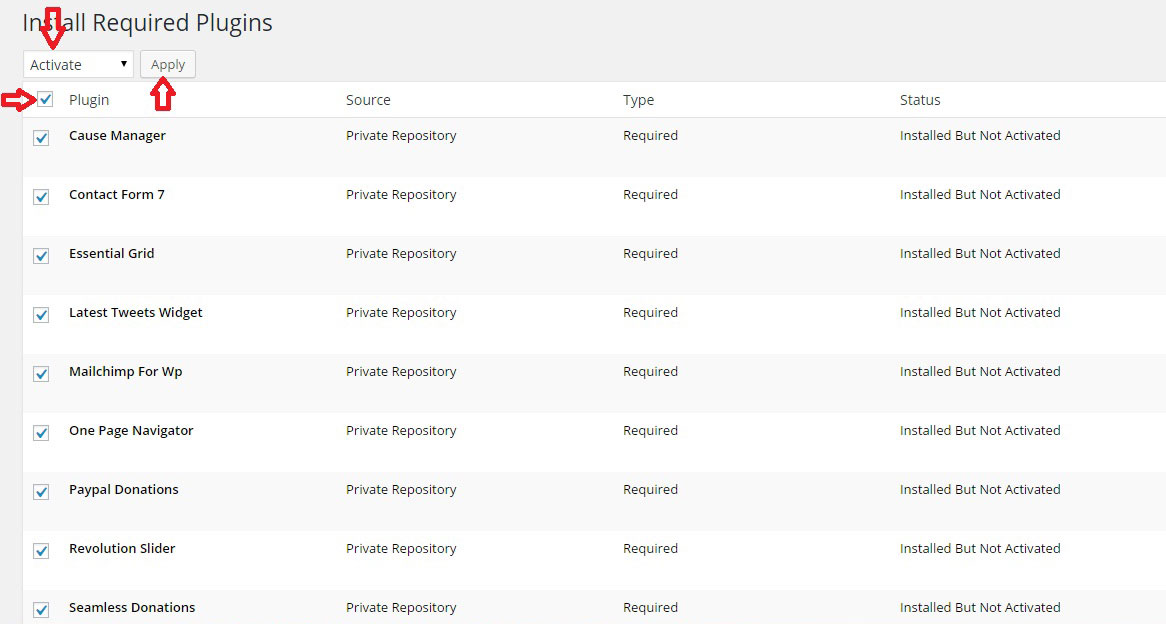 Install Required Plugins
Activate Apply
Plugin Source Type Status
Cause Manager Private Repository Required Installed But Not Activated
Contact Form 7 Private Repository Required Installed But Not Activated
Essential Grid Private Repository Required Installed But Not Activated
Latest Tweets Widget Private Repository Required Installed But Not Activated
Mailchimp For Wp Private Repository Required Installed But Not Activated
One Page Navigator Private Repository Required Installed But Not Activated
Paypal Donations Private Repository Required Installed But Not Activated
Revolution Slider Private Repository Required Installed But Not Activated
Seamless Donations Private Repository Required Installed But Not Activated